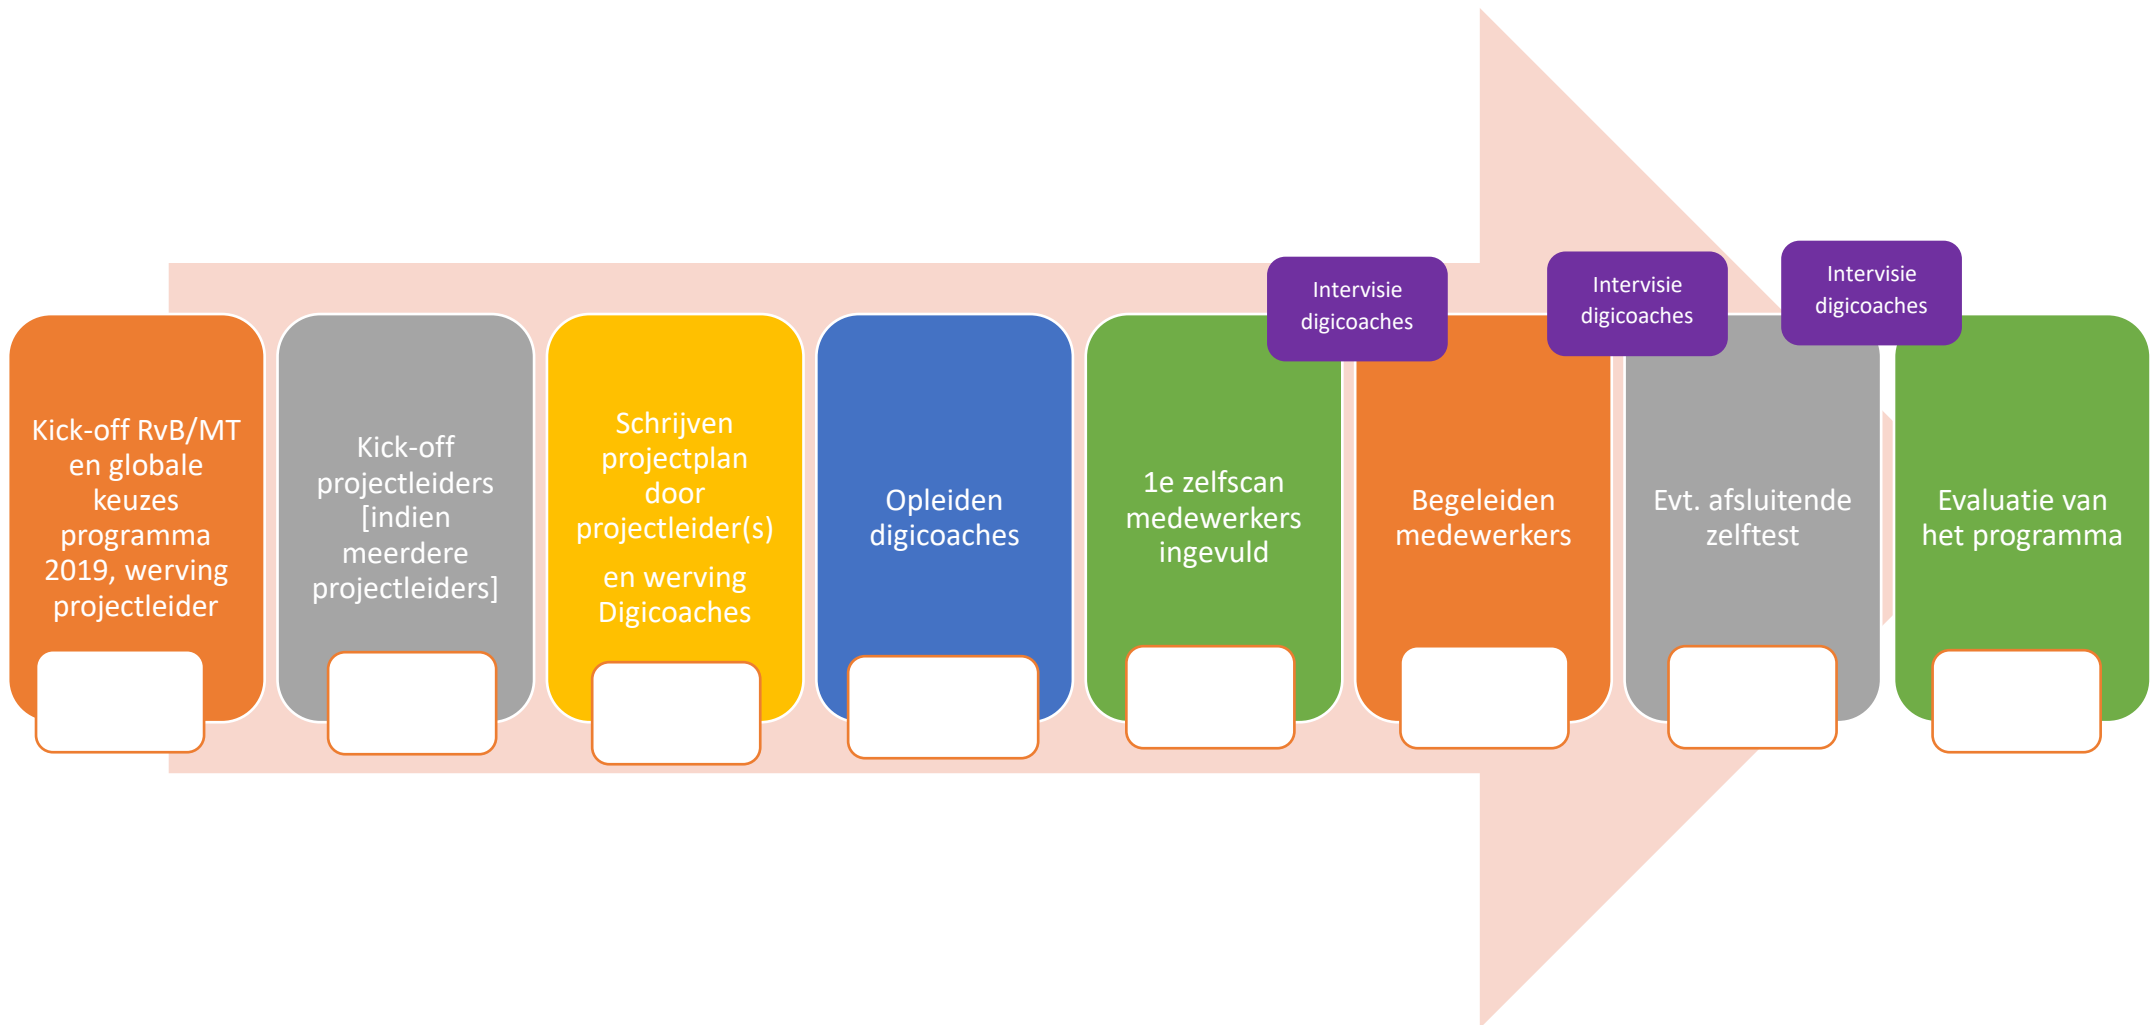 Kick-off RvB/MT
en globale
keuzes
programma
2019, werving
projectleider
Kick-off
projectleiders
[indien
meerdere
projectleiders]
Schrijven
projectplan
door
projectleider(s)
en werving
Digicoaches
Opleiden
digicoaches
1e zelfscan
medewerkers
ingevuld
Intervisie
digicoaches
Begeleiden
medewerkers
Intervisie
digicoaches
Evt. afsluitende
zelftest
Intervisie
digicoaches
Evaluatie van
het programma